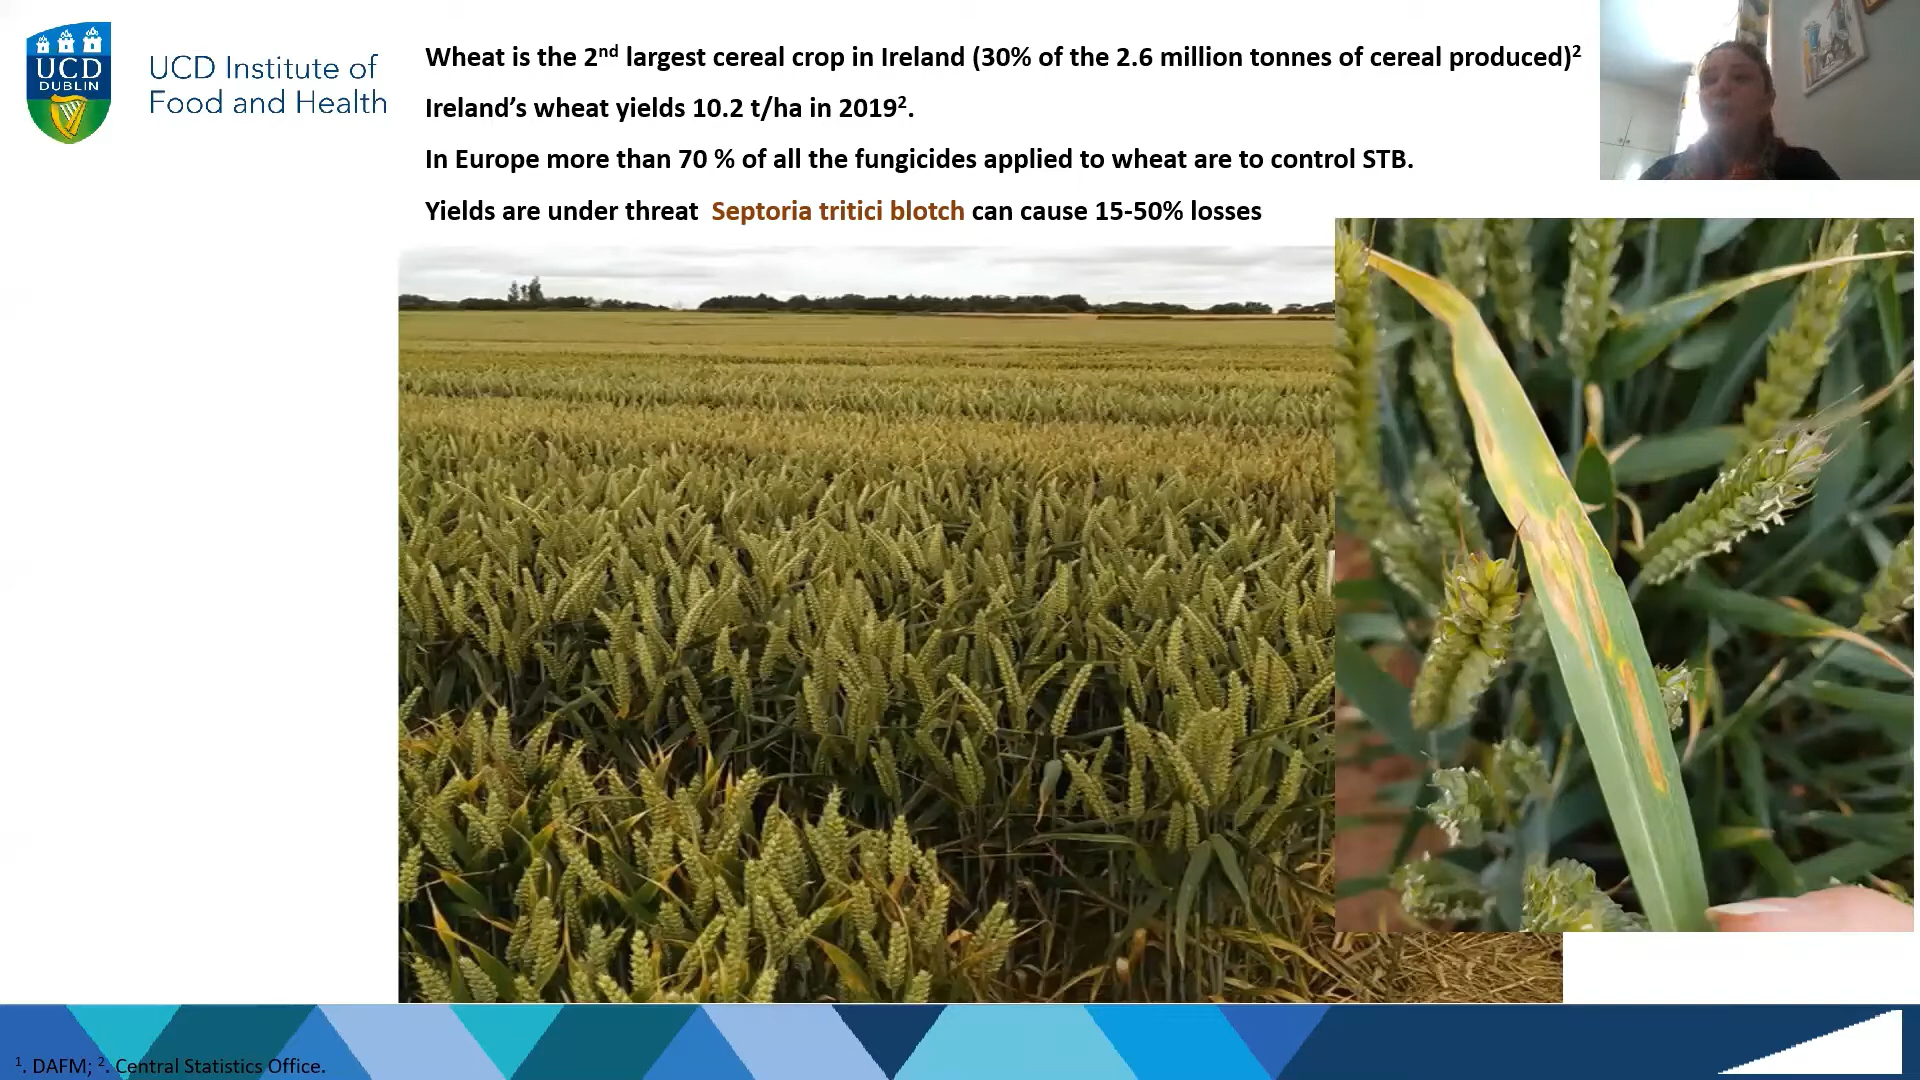 UCD
DUBLIN
UCD Institute of
Food and Health
Wheat is the 2nd largest cereal crop in Ireland (30% of the 2.6 million tonnes of cereal produced)2
Ireland’s wheat yields 10.2 t/ha in 20192.
In Europe more than 70 % of all the fungicides applied to wheat are to control STB.
Yields are under threat Septoria tritici blotch can cause 15-50% losses
1. DAFM; 2. Central Statistics Office.